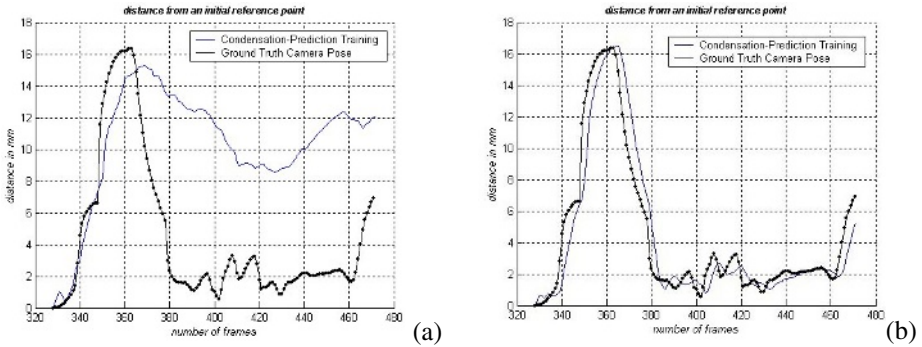 distance from an initial reference point
18
16
14
12
10
8
6
4
2
0
distance in mm
Condensation-Prediction Training
Ground Truth Camera Pose
320 340 360 380 400 420 440 460 480
number of frames
(a)
distance from an initial reference point
18
16
14
12
10
8
6
4
2
0
distance in mm
Condensation-Prediction Training
Ground Truth Camera Pose
320 340 360 380 400 420 440 460 480
number of frames
(b)